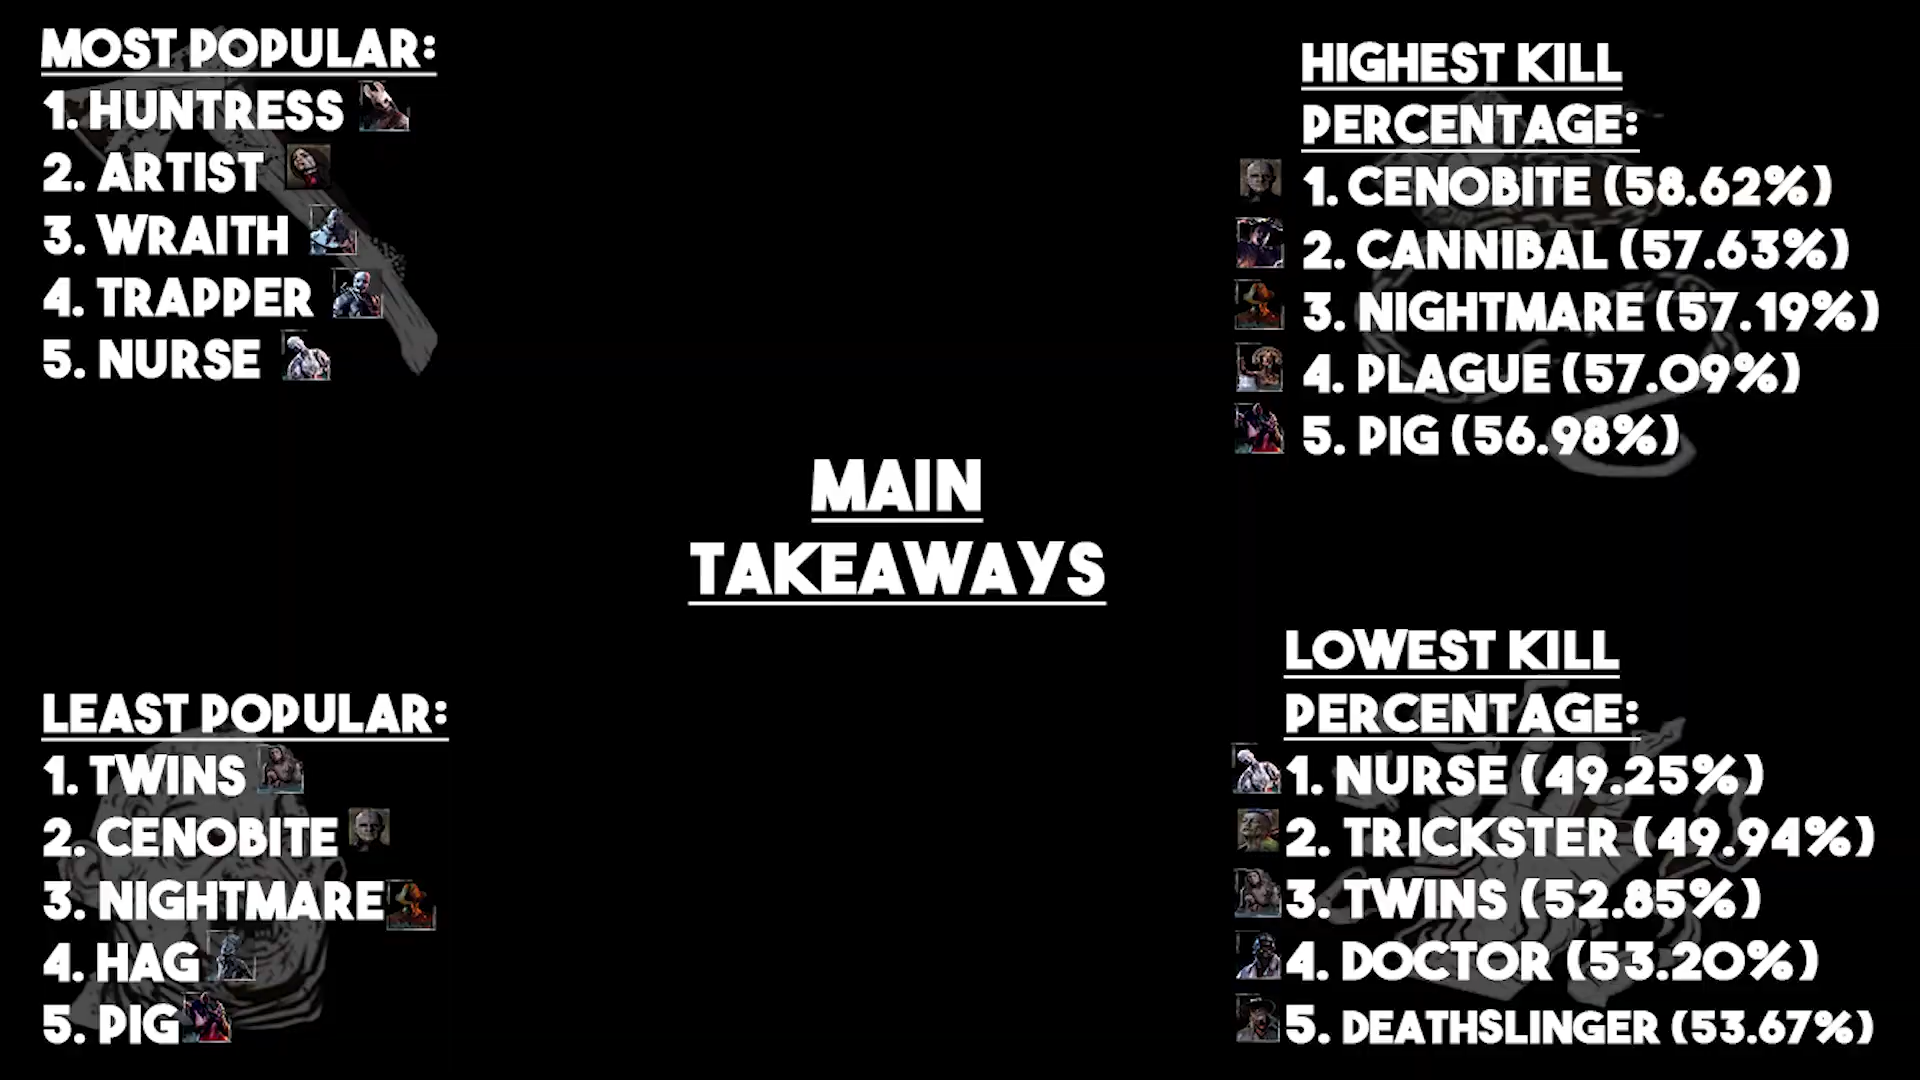 MOST POPULAR:
1. HUNTRESS
2. ARTIST
3. WRAITH
4. TRAPPER
5. NURSE
HIGHEST KILL
PERCENTAGE:
1. CENOBITE (58.62%)
2. CANNIBAL (57.63%)
3. NIGHTMARE (57.19%)
4. PLAGUE (57.09%)
5. PIG (56.98%)
MAIN
TAKEAWAYS
LEAST POPULAR:
1. TWINS
2. CENOBITE
3. NIGHTMARE
4. HAG
5. PIG
LOWEST KILL
PERCENTAGE:
1. NURSE (49.25%)
2. TRICKSTER (49.94%)
3. TWINS (52.85%)
4. DOCTOR (53.20%)
5. DEATHSLINGER (53.67%)